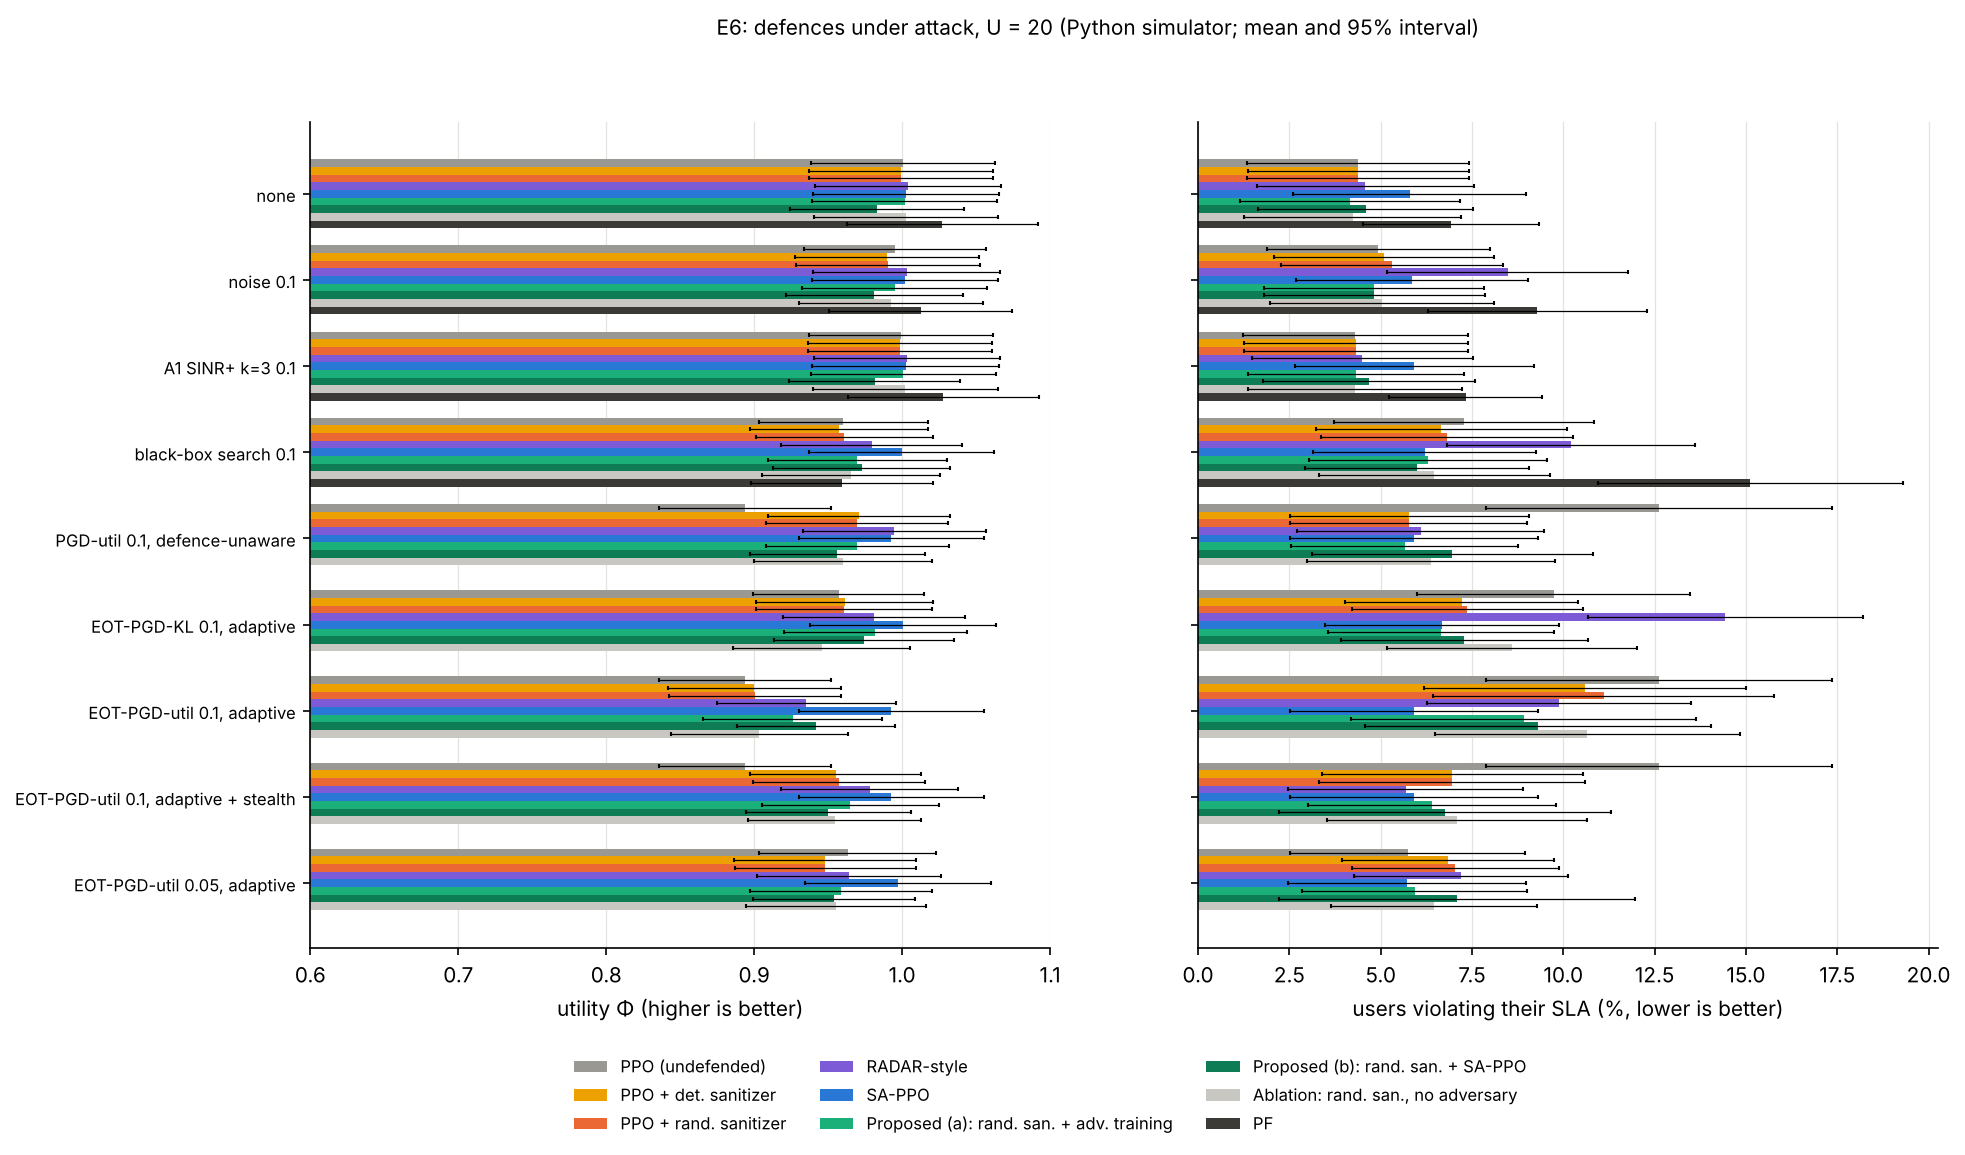 E6: defences under attack, U = 20 (Python simulator; mean and 95% interval)
none
noise 0.1
A1 SINR+ k=3 0.1
black-box search 0.1
PGD-util 0.1, defence-unaware
EOT-PGD-KL 0.1, adaptive
EOT-PGD-util 0.1, adaptive
EOT-PGD-util 0.1, adaptive + stealth
EOT-PGD-util 0.05, adaptive
0.6 0.7 0.8 0.9 1.0 1.1
utility Φ (higher is better)
0.0 2.5 5.0 7.5 10.0 12.5 15.0 17.5 20.0
users violating their SLA (%, lower is better)
PPO (undefended)
PPO + det. sanitizer
PPO + rand. sanitizer
RADAR-style
SA-PPO
Proposed (a): rand. san. + adv. training
Proposed (b): rand. san. + SA-PPO
Ablation: rand. san., no adversary
PF